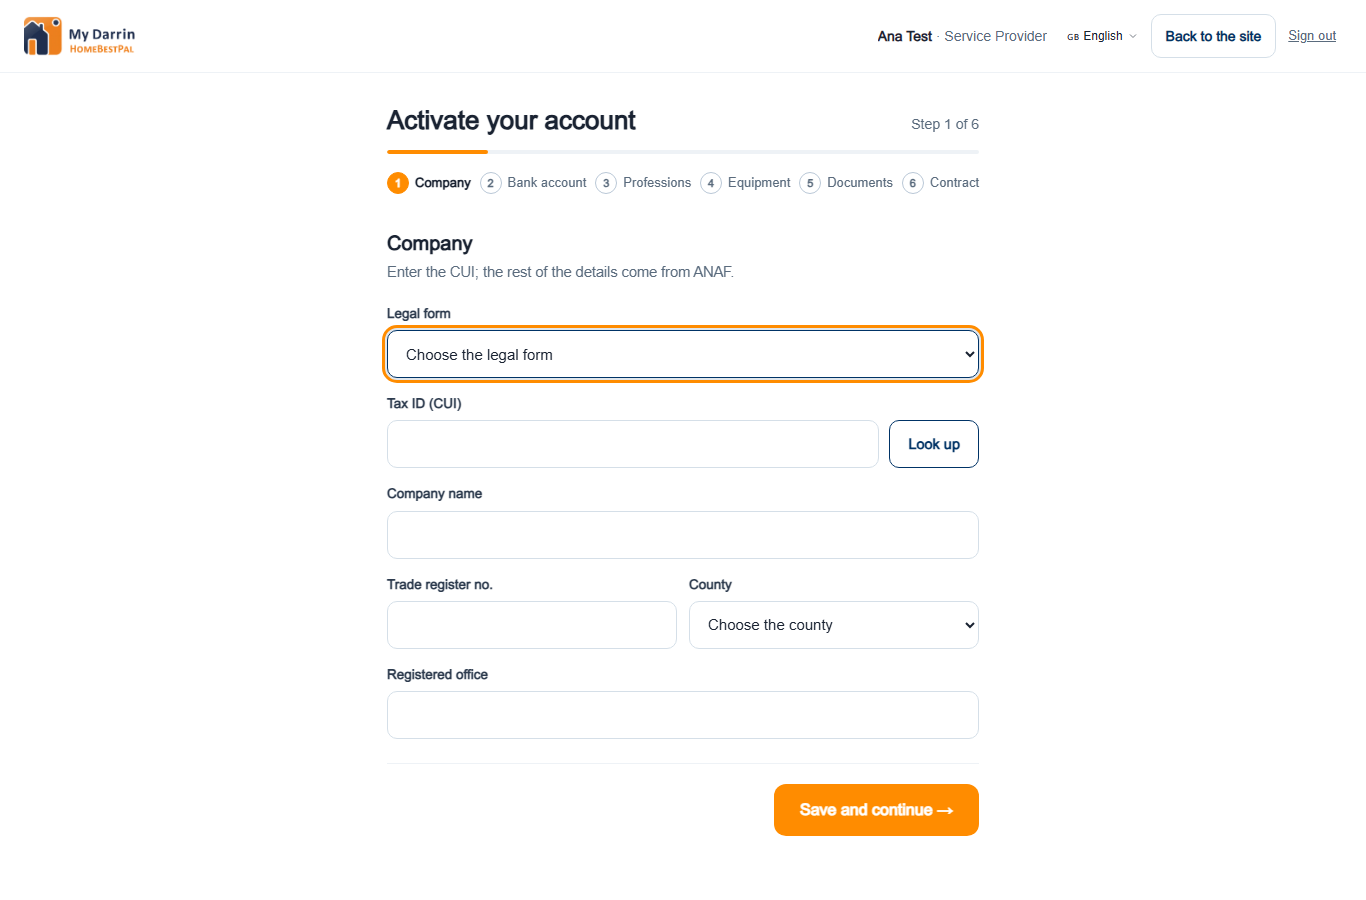 My Darrin
HomeBestPal
Ana Test · Service Provider
GB English
Back to the site
Sign out
Activate your account
Step 1 of 6
1 Company 2 Bank account 3 Professions 4 Equipment 5 Documents 6 Contract
Company
Enter the CUI; the rest of the details come from ANAF.
Legal form
Choose the legal form
Tax ID (CUI)
Look up
Company name
Trade register no.
County
Choose the county
Registered office
Save and continue →